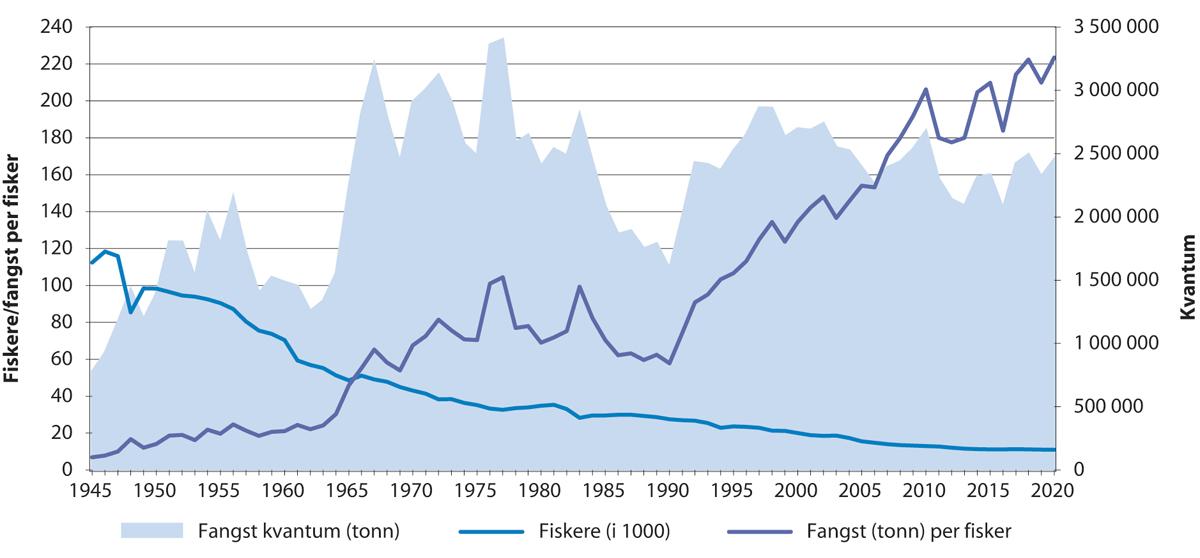 Fiskere/fangst per fisker
240
220
200
180
160
140
120
100
80
60
40
20
0
3 500 000
3 000 000
2 500 000
2 000 000
1 500 000
1 000 000
500 000
0
Kvantum
1945 1950 1955 1960 1965 1970 1975 1980 1985 1990 1995 2000 2005 2010 2015 2020
Fangst kvantum (tonn) Fiskere (i 1000) Fangst (tonn) per fisker